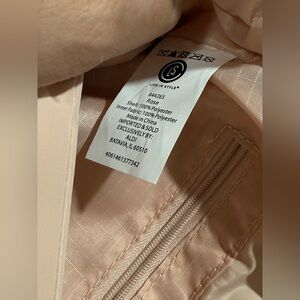 LS
LIVE IN STYLE®
844263
Rose
Shell: 100% Polyester
Inner Fabric: 100% Polyester
Made in China
IMPORTED & SOLD
EXCLUSIVELY BY:
ALDI
BATAVIA, IL 60510
4061461377342